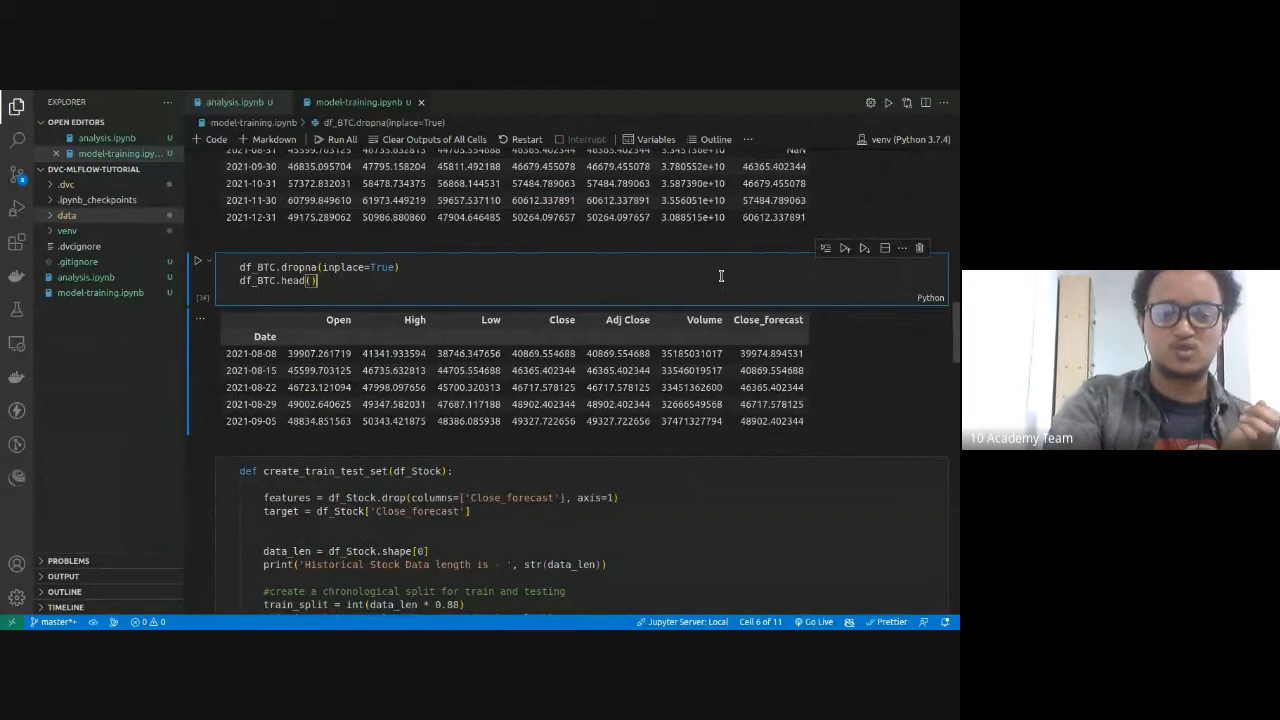 EXPLORER
OPEN EDITORS
analysis.ipynb U
model-training.ipy... U
DVC-MLFLOW-TUTORIAL
.dvc
.ipynb_checkpoints
data
venv
.dvcignore
.gitignore U
analysis.ipynb U
model-training.ipynb U
PROBLEMS
OUTPUT
OUTLINE
TIMELINE
analysis.ipynb U
model-training.ipynb U
model-training.ipynb > df_BTC.dropna(inplace=True)
+ Code + Markdown Run All Clear Outputs of All Cells Restart Interrupt Variables Outline ... venv (Python 3.7.4)
NaN
2021-09-30 46835.095704 47795.158204 45811.492188 46679.455078 46679.455078 3.780552e+10 46365.402344
2021-10-31 57372.832031 58478.734375 56868.144531 57484.789063 57484.789063 3.587390e+10 46679.455078
2021-11-30 60799.849610 61973.449219 59657.537110 60612.337891 60612.337891 3.556051e+10 57484.789063
2021-12-31 49175.289062 50986.880860 47904.646485 50264.097657 50264.097657 3.088515e+10 60612.337891
df_BTC.dropna(inplace=True)
df_BTC.head()
[34]
Python
Open High Low Close Adj Close Volume Close_forecast
Date
2021-08-08 39907.261719 41341.933594 38746.347656 40869.554688 40869.554688 35185031017 39974.894531
2021-08-15 45599.703125 46735.632813 44705.554688 46365.402344 46365.402344 33546019517 40869.554688
2021-08-22 46723.121094 47998.097656 45700.320313 46717.578125 46717.578125 33451362600 46365.402344
2021-08-29 49002.640625 49347.582031 47687.117188 48902.402344 48902.402344 32666549568 46717.578125
2021-09-05 48834.851563 50343.421875 48386.085938 49327.722656 49327.722656 37471327794 48902.402344
def create_train_test_set(df_Stock):
features = df_Stock.drop(columns=['Close_forecast'], axis=1)
target = df_Stock['Close_forecast']
data_len = df_Stock.shape[0]
print('Historical Stock Data length is - ', str(data_len))
#create a chronological split for train and testing
train_split = int(data_len * 0.88)
master*+ 0 0 Jupyter Server: Local Cell 6 of 11 Go Live Prettier
10 Academy Team